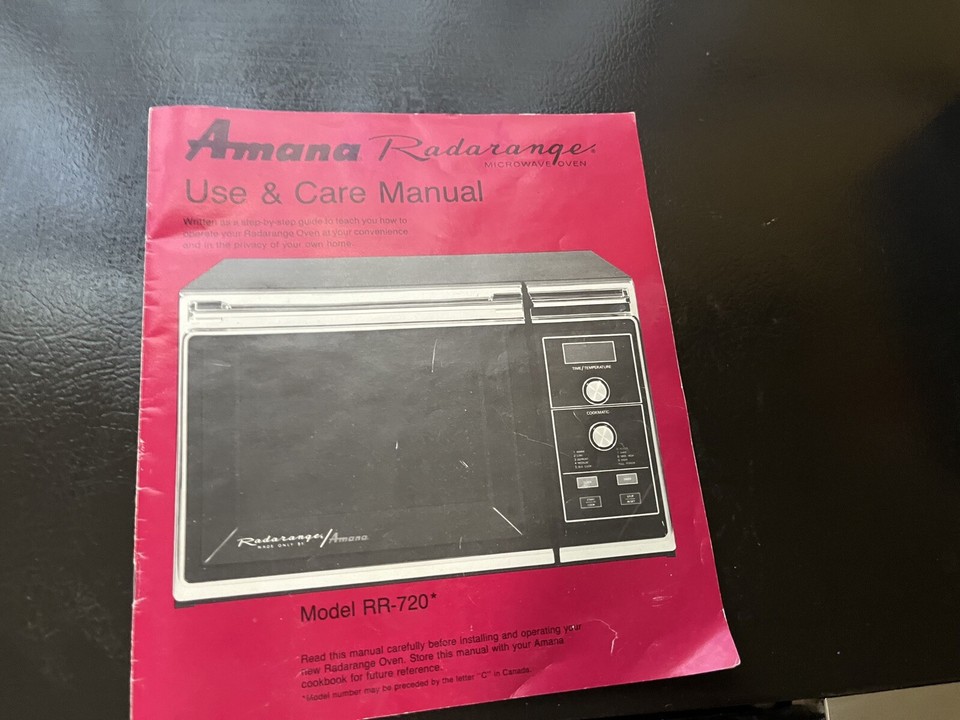 Amana Radarange.
MICROWAVE OVEN
Use & Care Manual
Written as a step-by-step guide to teach you how to
operate your Radarange Oven at your convenience
and in the privacy of your own home.
TIME/TEMPERATURE
COOKMATIC
Radarange/Amana
MADE ONLY BY
Model RR-720*
Read this manual carefully before installing and operating your
new Radarange Oven. Store this manual with your Amana
cookbook for future reference.
*Model number may be preceded by the letter "C" in Canada.